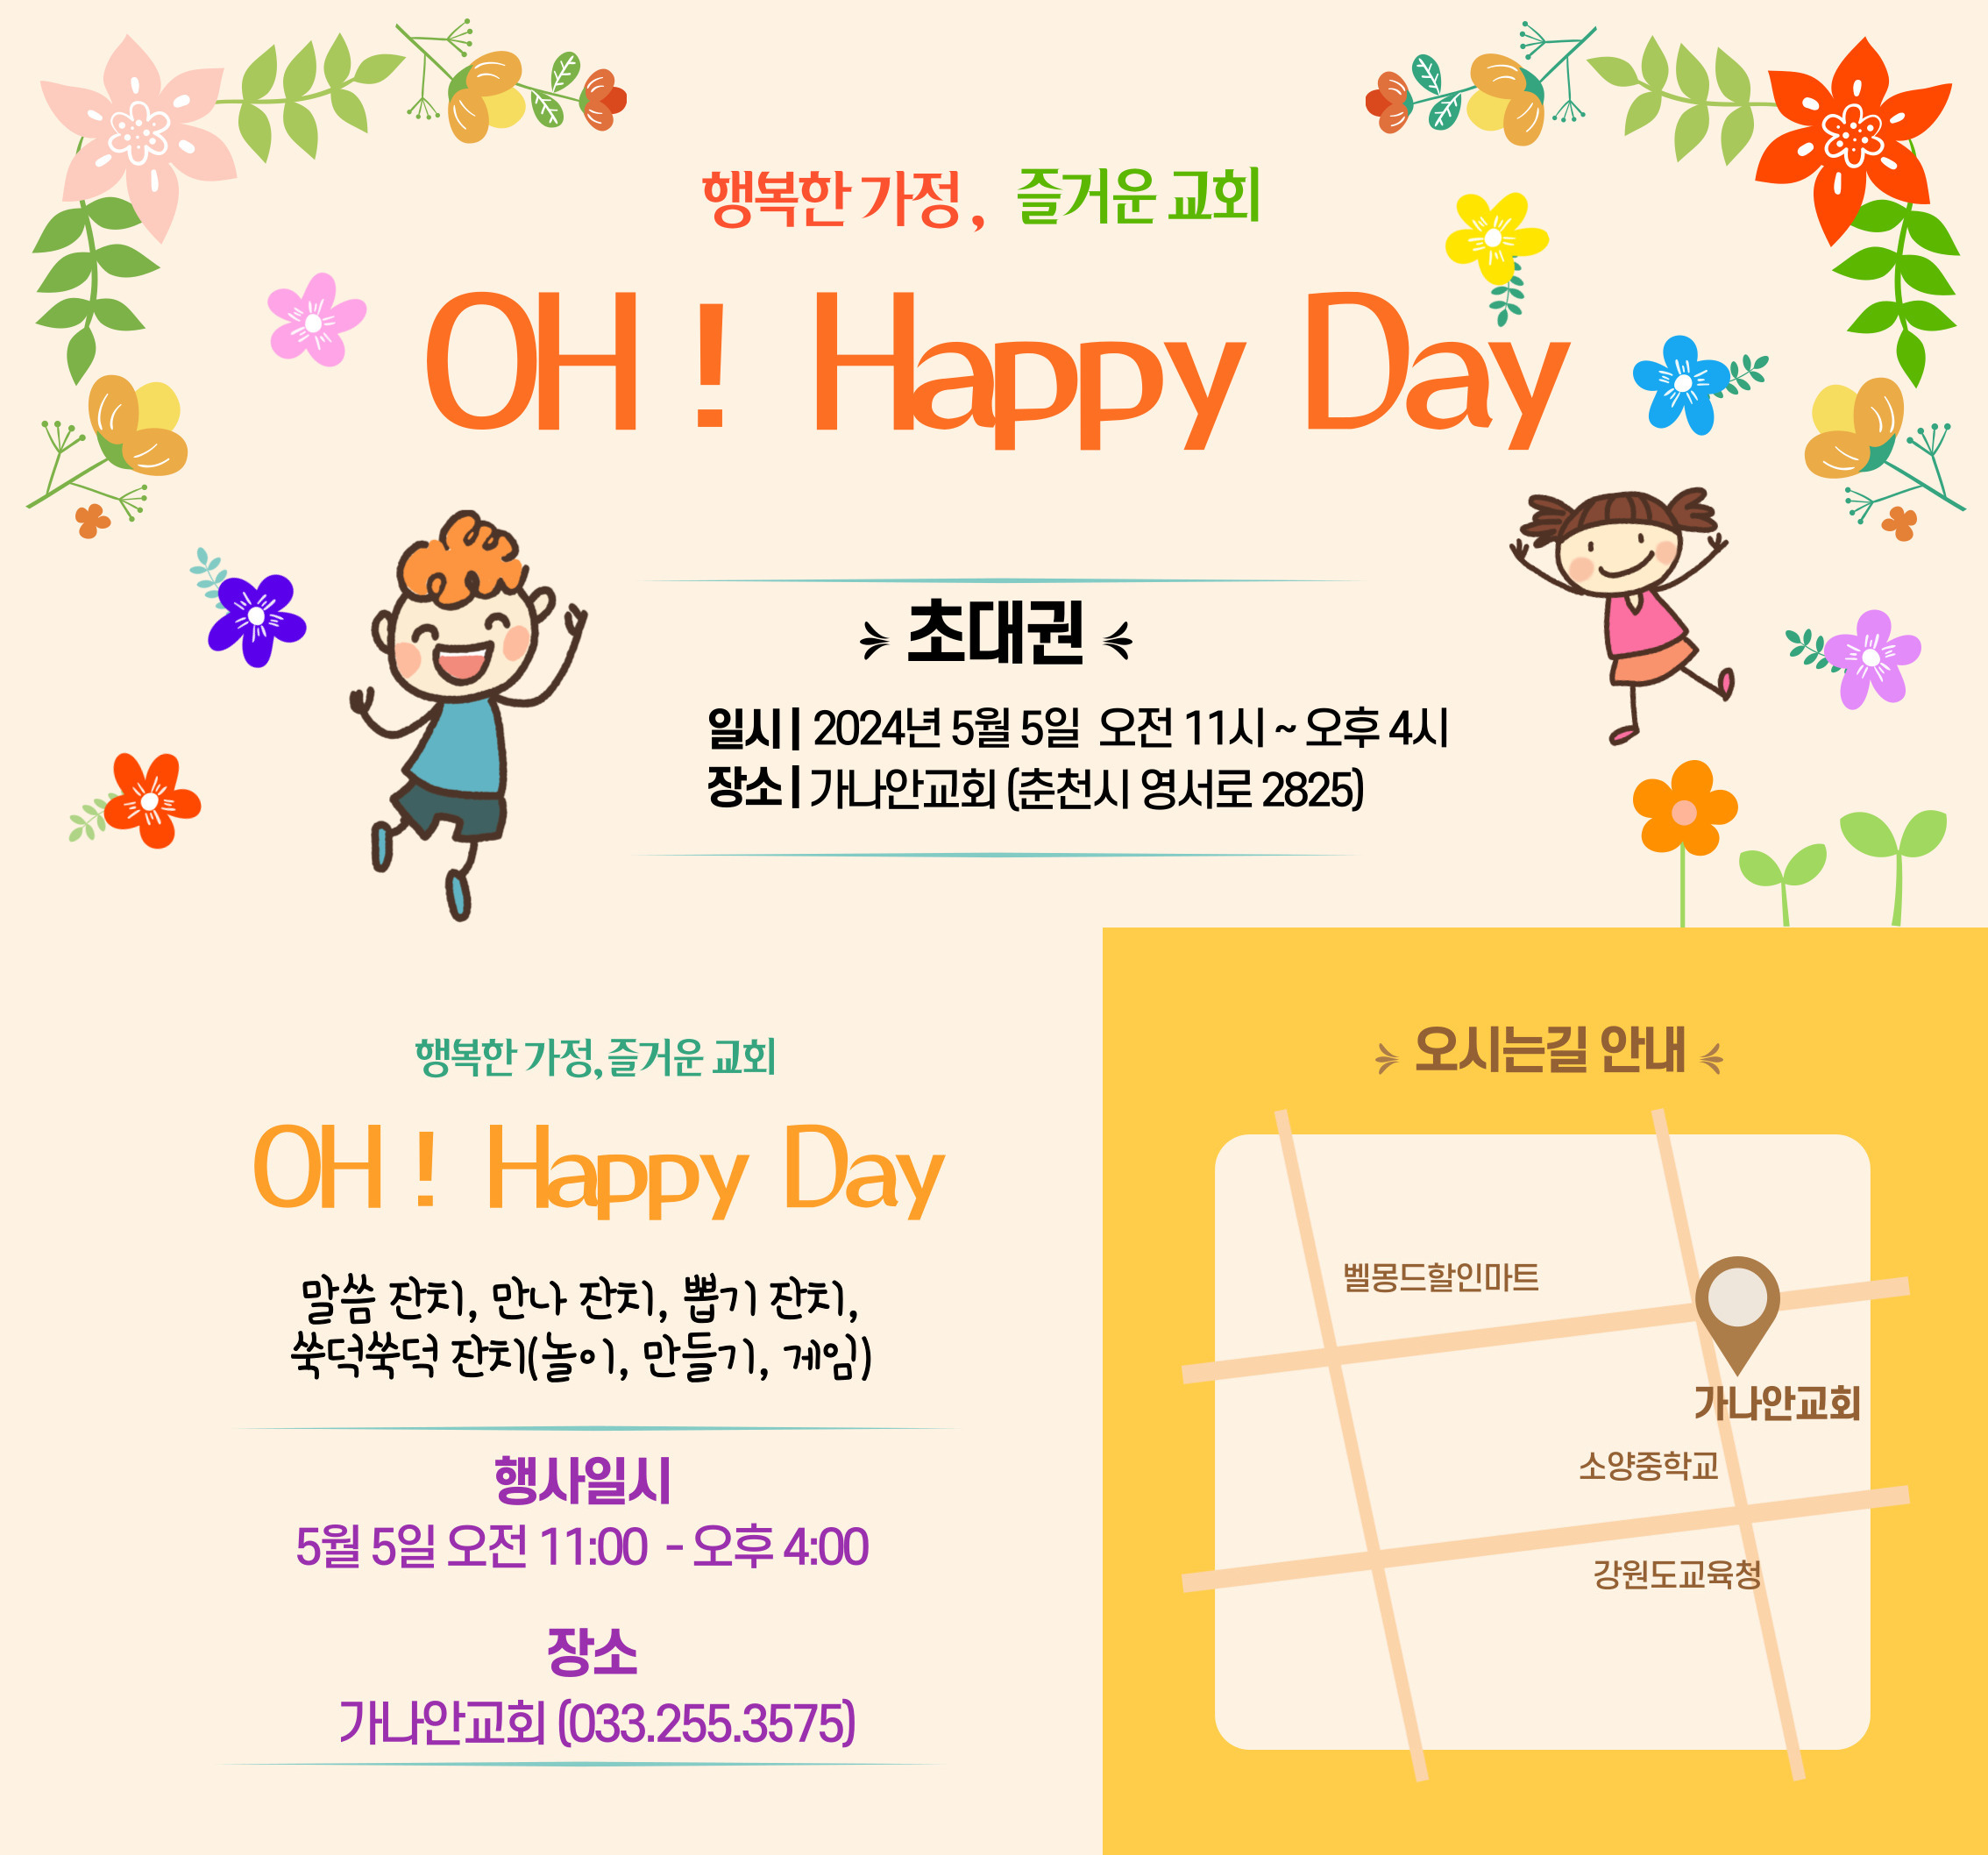 행복한 가정, 즐거운 교회
OH! Happy Day
초대권
일시 | 2024년 5월 5일 오전 11시 ~ 오후 4시
장소 | 가나안교회 (춘천시 영서로 2825)
행복한 가정,즐거운 교회
OH! Happy Day
말씀 잔치, 만나 잔치, 뽑기 잔치,
쑥덕쑥덕 잔치(놀이, 만들기, 게임)
행사일시
5월 5일 오전 11:00 - 오후 4:00
장소
가나안교회 (033.255.3575)
오시는길 안내
벨몽드할인마트
가나안교회
소양중학교
강원도교육청